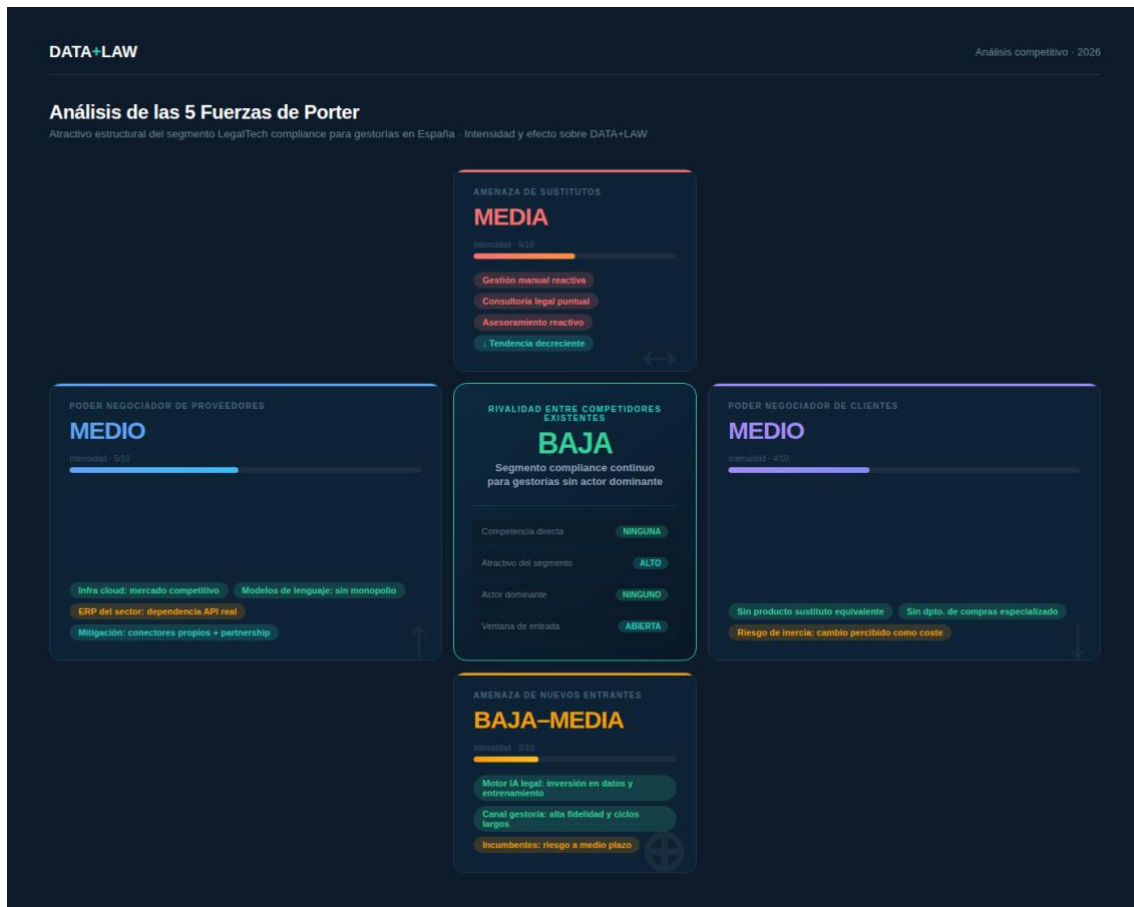 DATA+LAW
Análisis competitivo · 2026
Análisis de las 5 Fuerzas de Porter
Atractivo estructural del segmento LegalTech compliance para gestorías en España · Intensidad y efecto sobre DATA+LAW
AMENAZA DE SUSTITUTOS
MEDIA
Intensidad · 5/10
Gestión manual reactiva
Consultoría legal puntual
Asesoramiento reactivo
↓ Tendencia decreciente
PODER NEGOCIADOR DE PROVEEDORES
MEDIO
Intensidad · 5/10
Infra cloud: mercado competitivo
Modelos de lenguaje: sin monopolio
ERP del sector: dependencia API real
Mitigación: conectores propios + partnership
RIVALIDAD ENTRE COMPETIDORES
EXISTENTES
BAJA
Segmento compliance continuo
para gestorías sin actor dominante
Competencia directa
NINGUNA
Atractivo del segmento
ALTO
Actor dominante
NINGUNO
Ventana de entrada
ABIERTA
PODER NEGOCIADOR DE CLIENTES
MEDIO
Intensidad · 4/10
Sin producto sustituto equivalente
Sin dpto. de compras especializado
Riesgo de inercia: cambio percibido como coste
AMENAZA DE NUEVOS ENTRANTES
BAJA–MEDIA
Intensidad · 3/10
Motor IA legal: inversión en datos y
entrenamiento
Canal gestoría: alta fidelidad y ciclos
largos
Incumbentes: riesgo a medio plazo